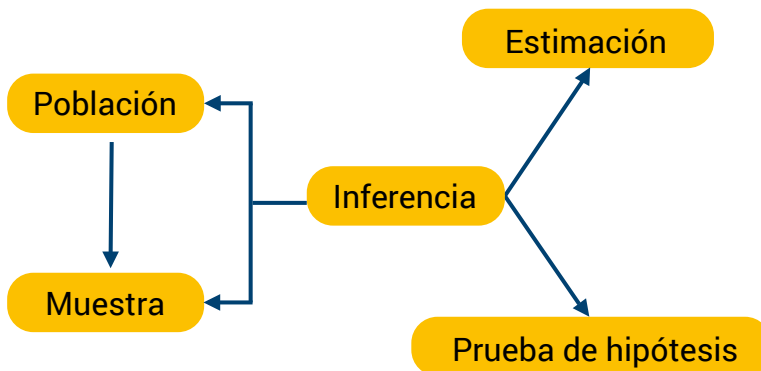 Estimación
Población
Inferencia
Muestra
Prueba de hipótesis